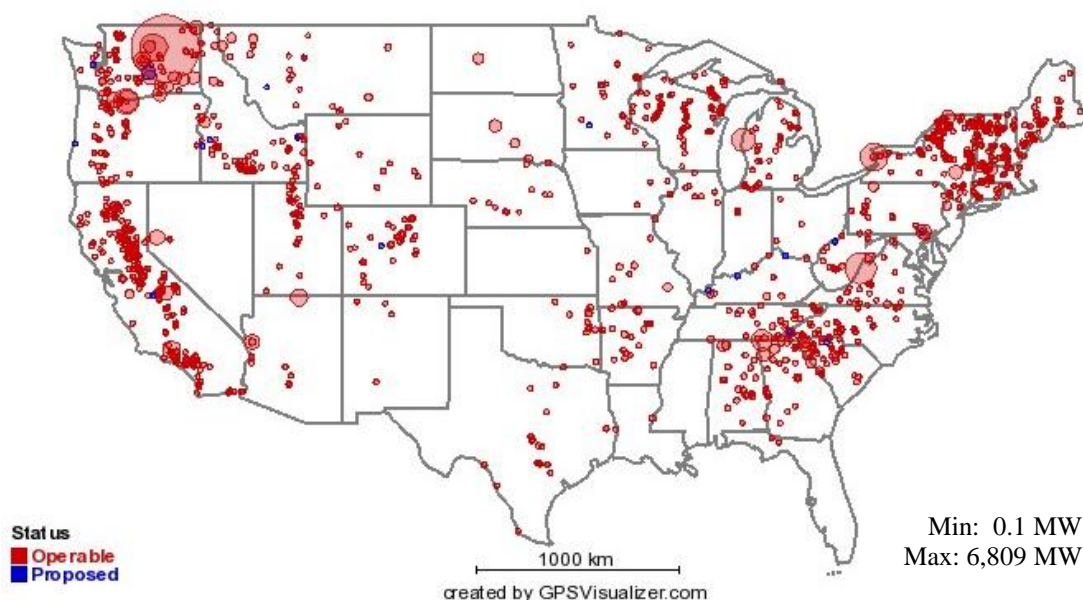 Status
Operable
Proposed
1000 km
created by GPSVisualizer.com
Min: 0.1 MW
Max: 6,809 MW